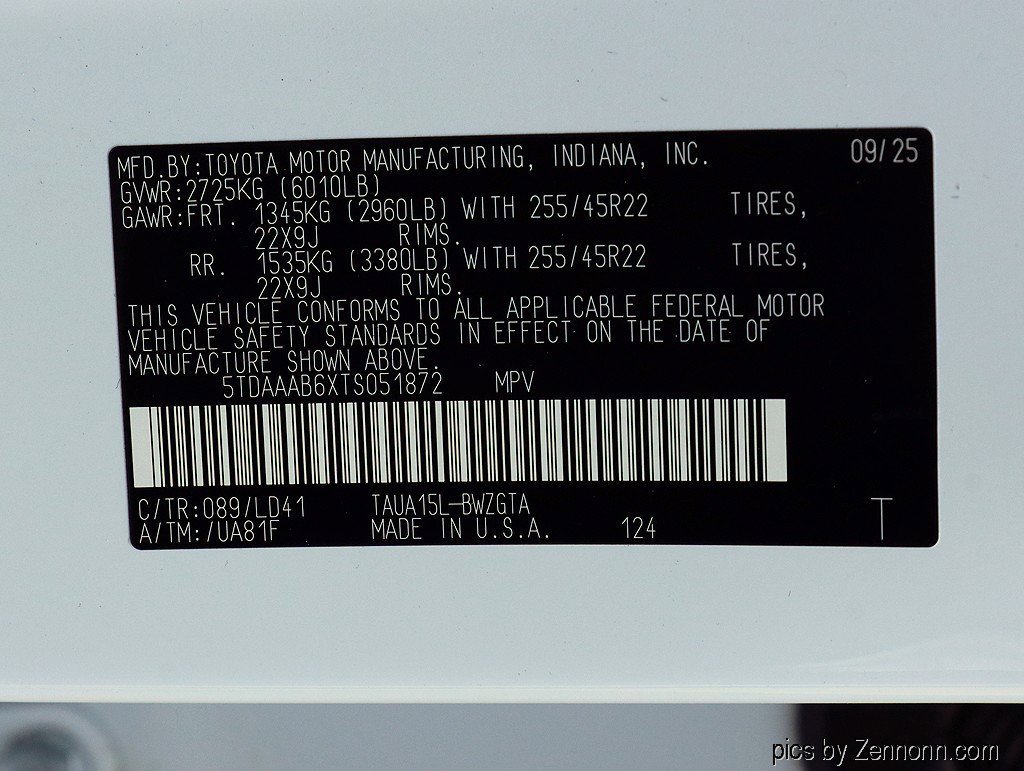 MFD.BY:TOYOTA MOTOR MANUFACTURING, INDIANA, INC. 09/25
GVWR:2725KG (6010LB)
GAWR:FRT. 1345KG (2960LB) WITH 255/45R22 TIRES,
22X9J RIMS.
RR. 1535KG (3380LB) WITH 255/45R22 TIRES,
22X9J RIMS.
THIS VEHICLE CONFORMS TO ALL APPLICABLE FEDERAL MOTOR
VEHICLE SAFETY STANDARDS IN EFFECT ON THE DATE OF
MANUFACTURE SHOWN ABOVE.
5TDAAAB6XTS051872 MPV
C/TR:089/LD41 TAUA15L-BWZGTA
A/TM:/UA81F MADE IN U.S.A. 124 T
pics by Zennonn.com